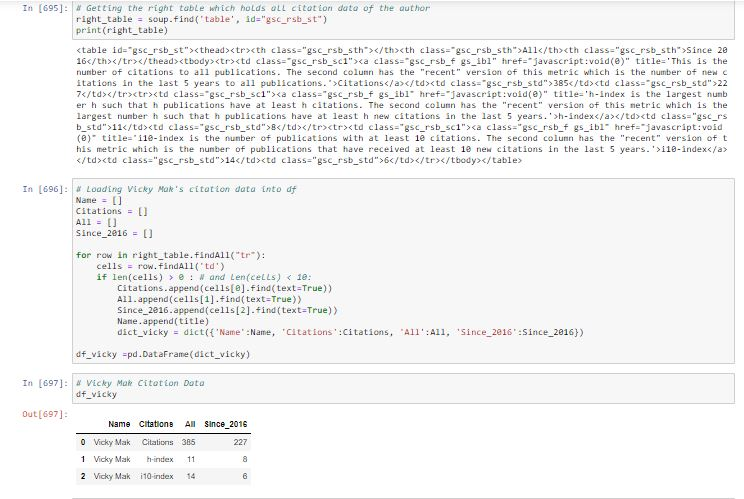 In [695]: # Getting the right table which holds all citation data of the author
right_table = soup.find('table', id="gsc_rsb_st")
print(right_table)
<table id="gsc_rsb_st"><thead><tr><th class="gsc_rsb_sth"></th><th class="gsc_rsb_sth">All</th><th class="gsc_rsb_sth">Since 20
16</th></tr></thead><tbody><tr><td class="gsc_rsb_sc1"><a class="gsc_rsb_f gs_ibl" href="javascript:void(0)" title='This is the
number of citations to all publications. The second column has the "recent" version of this metric which is the number of new c
itations in the last 5 years to all publications.'>Citations</a></td><td class="gsc_rsb_std">385</td><td class="gsc_rsb_std">22
7</td></tr><tr><td class="gsc_rsb_sc1"><a class="gsc_rsb_f gs_ibl" href="javascript:void(0)" title='h-index is the largest numb
er h such that h publications have at least h citations. The second column has the "recent" version of this metric which is the
largest number h such that h publications have at least h new citations in the last 5 years.'>h-index</a></td><td class="gsc_rs
b_std">11</td><td class="gsc_rsb_std">8</td></tr><tr><td class="gsc_rsb_sc1"><a class="gsc_rsb_f gs_ibl" href="javascript:void
(0)" title='i10-index is the number of publications with at least 10 citations. The second column has the "recent" version of t
his metric which is the number of publications that have received at least 10 new citations in the last 5 years.'>i10-index</a>
</td><td class="gsc_rsb_std">14</td><td class="gsc_rsb_std">6</td></tr></tbody></table>
In [696]: # Loading Vicky Mak's citation data into df
Name = []
Citations = []
All = []
Since_2016 = []
for row in right_table.findAll("tr"):
cells = row.findAll('td')
if len(cells) > 0 : # and len(cells) < 10:
Citations.append(cells[0].find(text=True))
All.append(cells[1].find(text=True))
Since_2016.append(cells[2].find(text=True))
Name.append(title)
dict_vicky = dict({'Name':Name, 'Citations':Citations, 'All':All, 'Since_2016':Since_2016})
df_vicky =pd.DataFrame(dict_vicky)
In [697]: # Vicky Mak Citation Data
df_vicky
Out[697]:
Name Citations All Since_2016
0 Vicky Mak Citations 385 227
1 Vicky Mak h-index 11 8
2 Vicky Mak i10-index 14 6